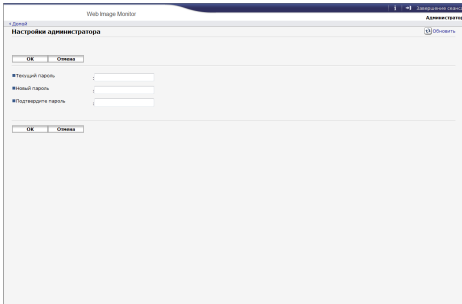 Web Image Monitor
Завершение сеанса
Администратор
Домой
Настройки администратора
Обновить
OK Отмена
Текущий пароль :
Новый пароль :
Подтвердите пароль :
OK Отмена